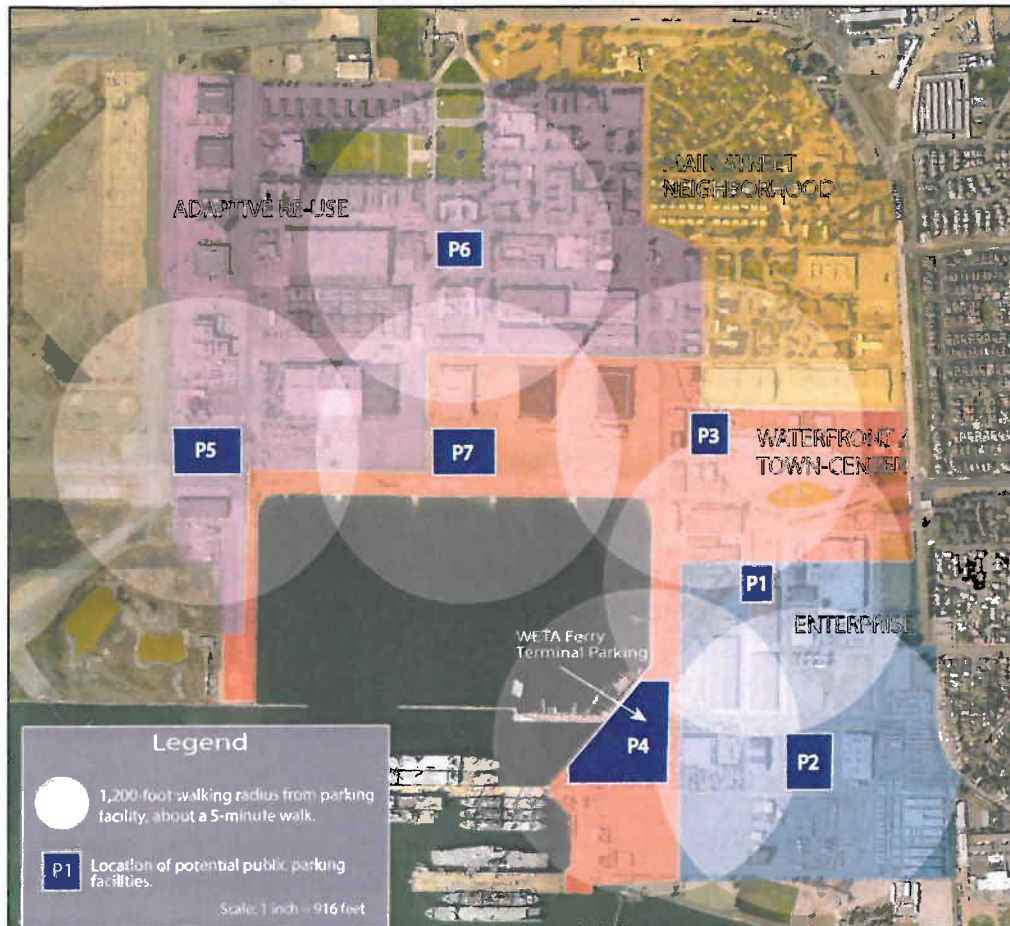 MAIN STREET
NEIGHBORHOOD
ADAPTIVE RE-USE
P6
P5
P7
P3
WATERFRONT /
TOWN-CENTER
P1
ENTERPRISE
WETA Ferry
Terminal Parking
P4
P2
Legend
1,200-foot walking radius from parking
facility, about a 5-minute walk.
P1
Location of potential public parking
facilities.
Scale: 1 inch = 916 feet